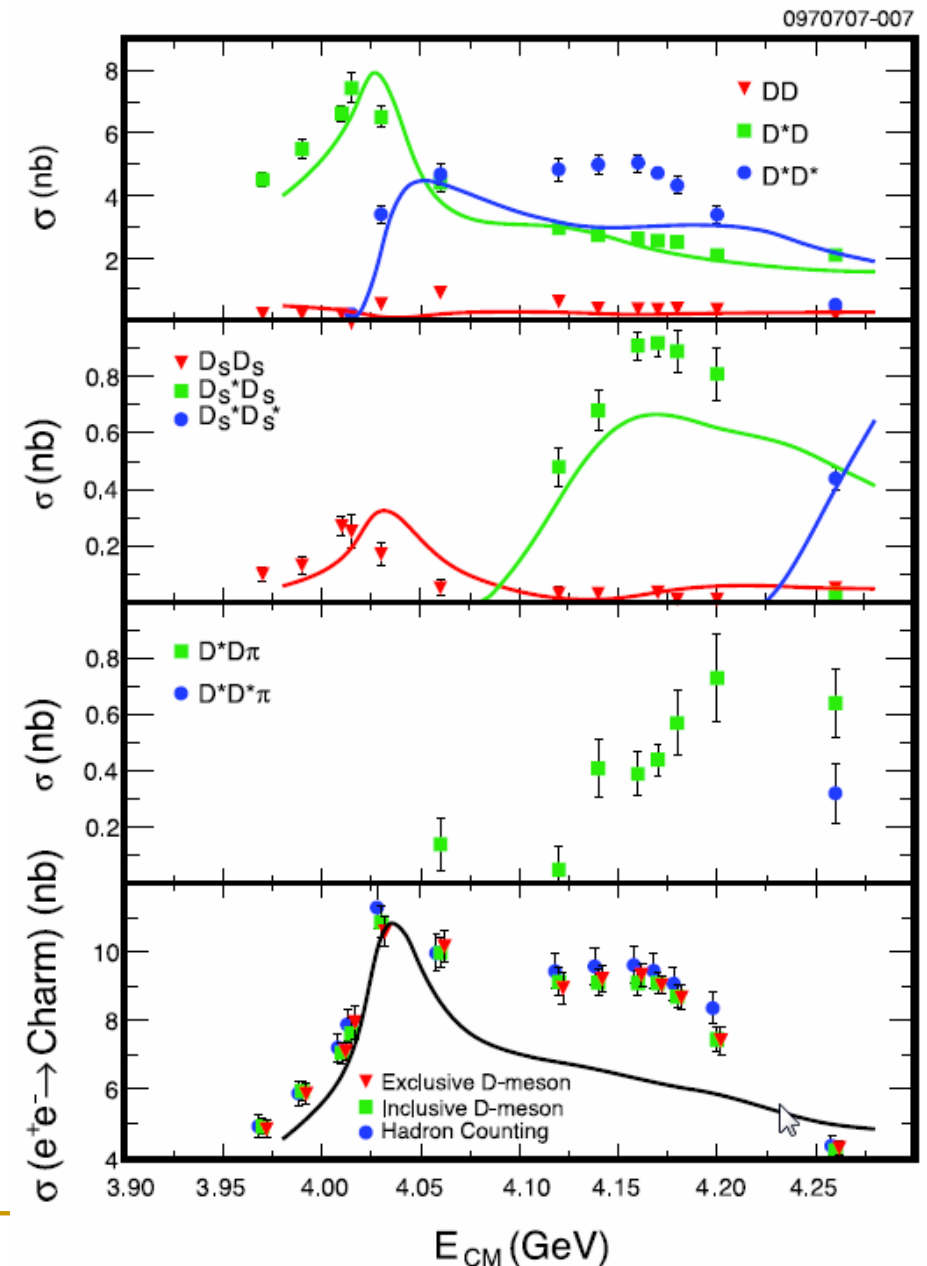 0970707-007
σ (nb)
8
6
4
2
DD
D*D
D*D*
σ (nb)
0.8
0.6
0.4
0.2
DsDs
Ds*Ds
Ds*Ds*
σ (nb)
0.8
0.6
0.4
0.2
D*Dπ
D*D*π
σ (e⁺e⁻→Charm) (nb)
10
8
6
4
Exclusive D-meson
Inclusive D-meson
Hadron Counting
3.90 3.95 4.00 4.05 4.10 4.15 4.20 4.25
E CM (GeV)